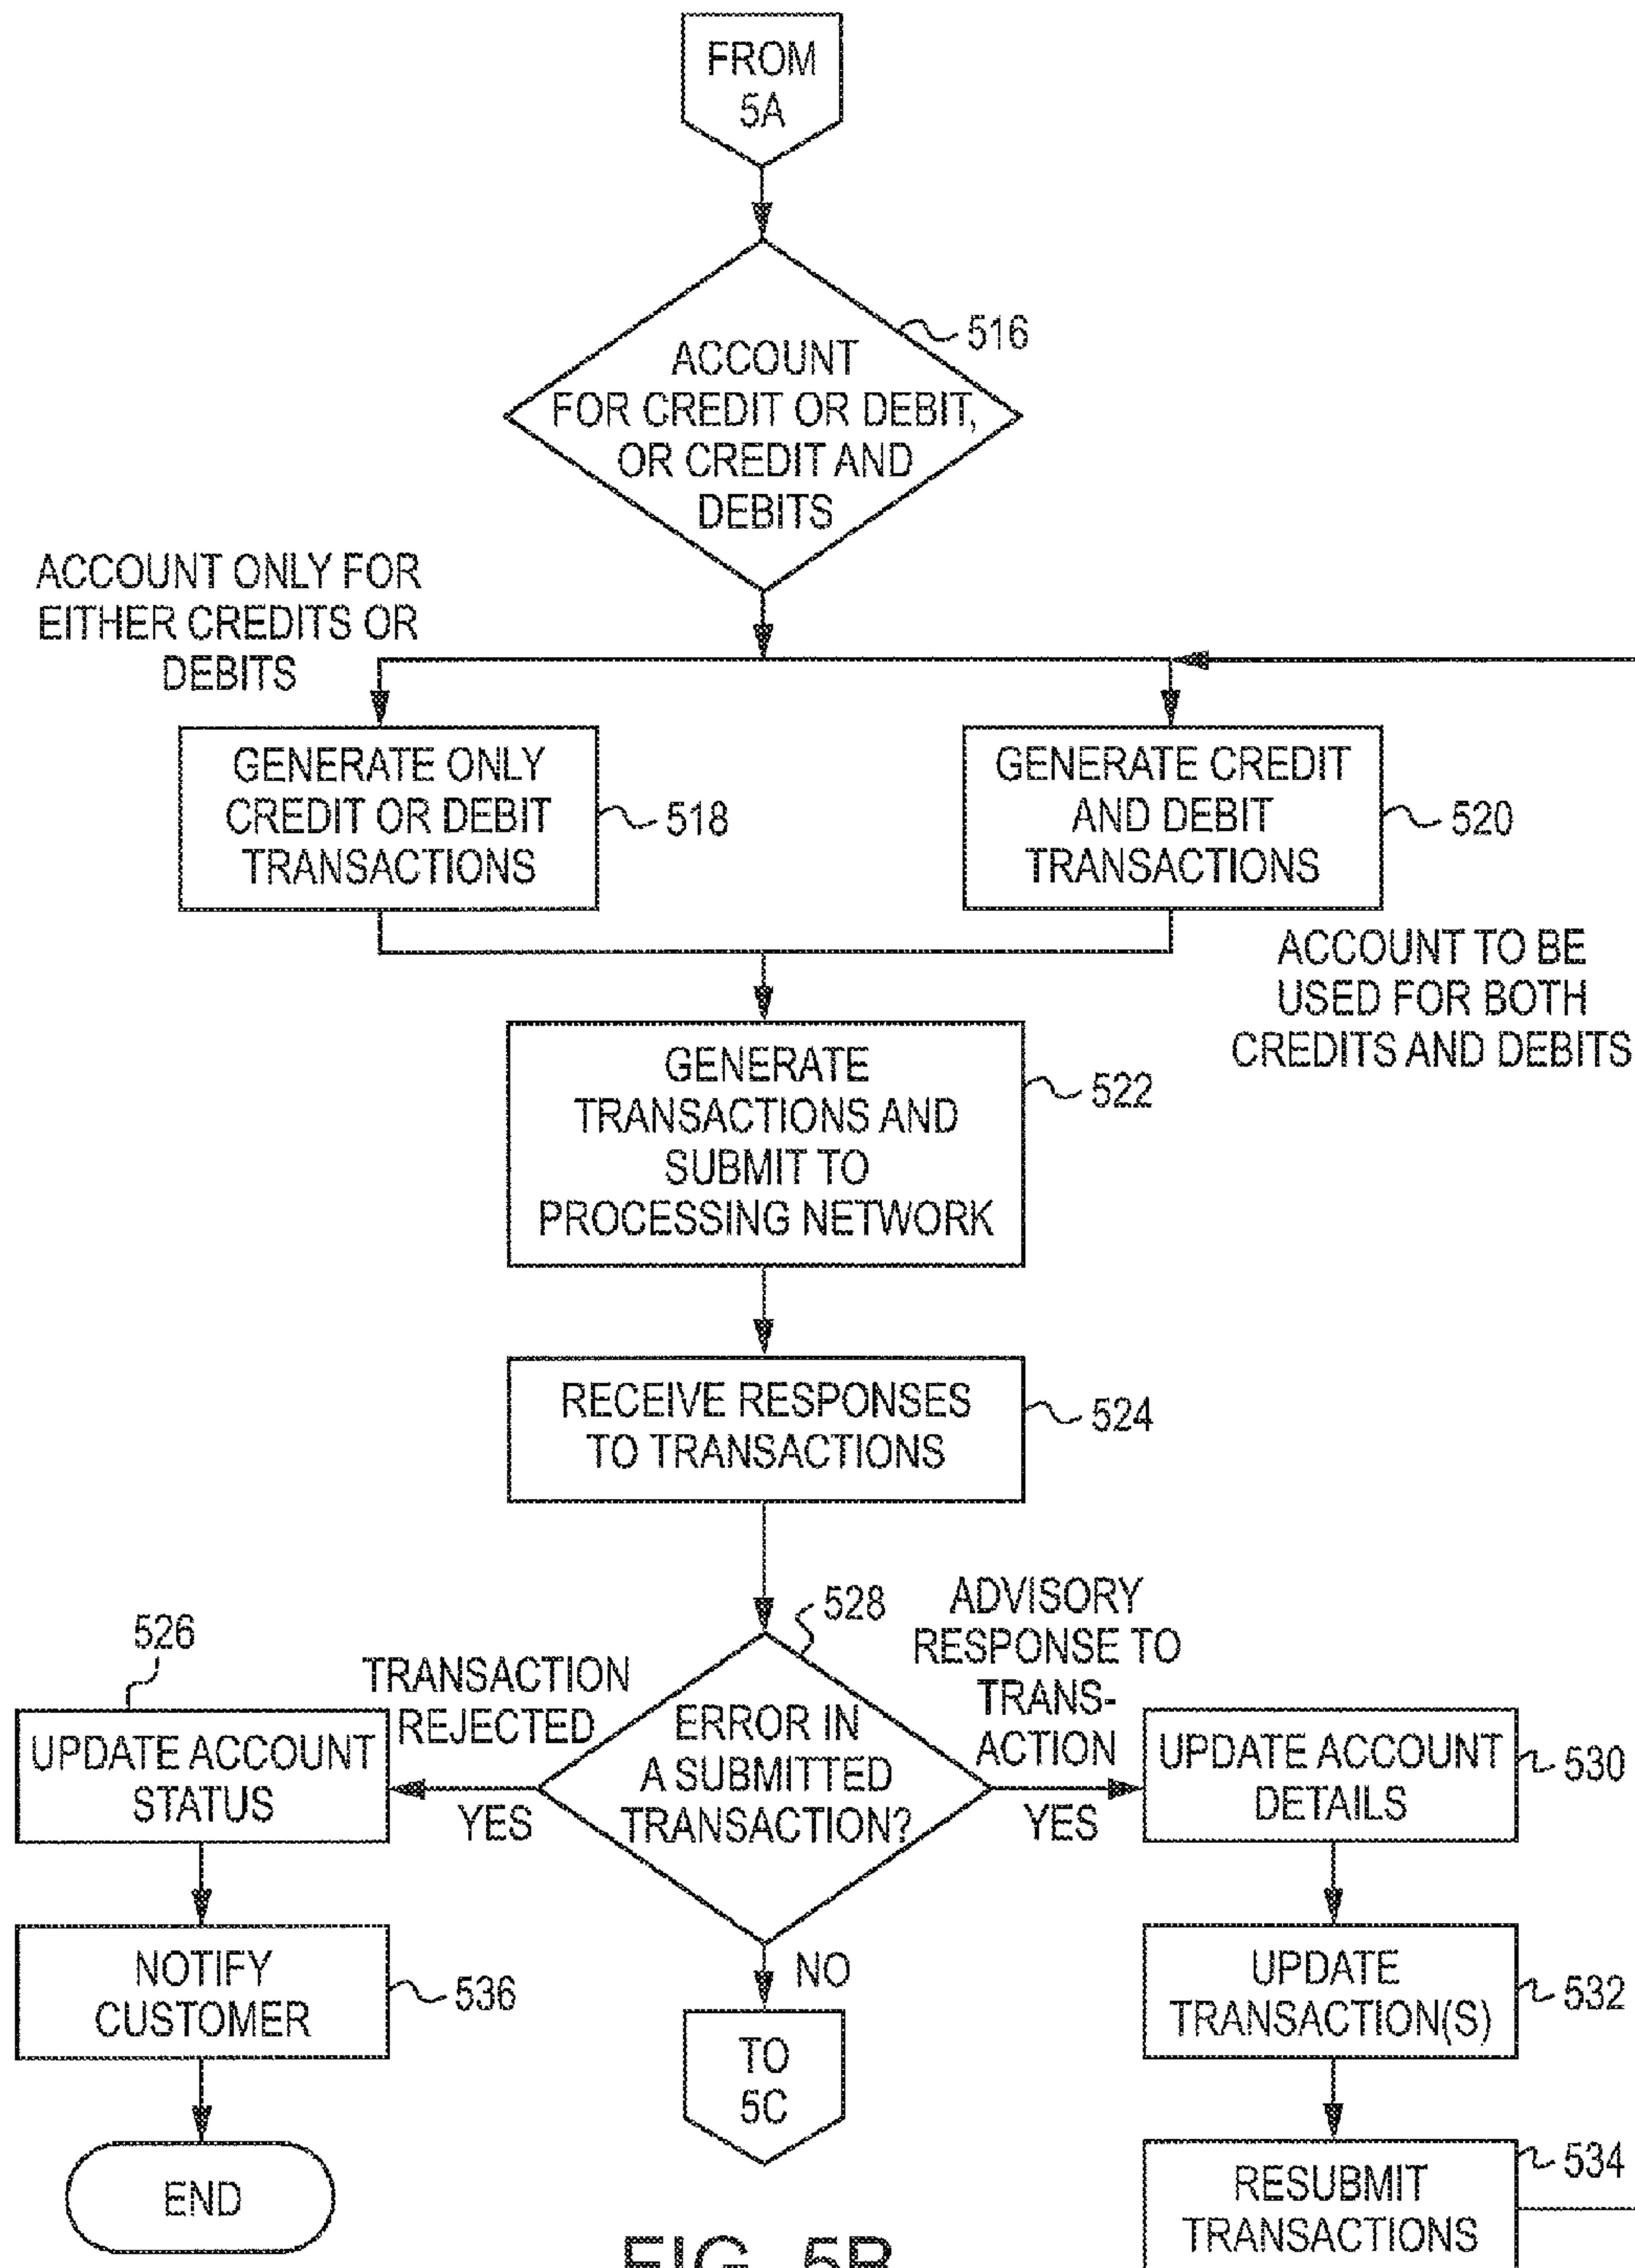 FROM
5A
516
ACCOUNT
FOR CREDIT OR DEBIT,
OR CREDIT AND
DEBITS
ACCOUNT ONLY FOR
EITHER CREDITS OR
DEBITS
GENERATE ONLY
CREDIT OR DEBIT
TRANSACTIONS
518
GENERATE CREDIT
AND DEBIT
TRANSACTIONS
520
ACCOUNT TO BE
USED FOR BOTH
CREDITS AND DEBITS
GENERATE
TRANSACTIONS AND
SUBMIT TO
PROCESSING NETWORK
522
RECEIVE RESPONSES
TO TRANSACTIONS
524
526
UPDATE ACCOUNT
STATUS
TRANSACTION
REJECTED
YES
528
ERROR IN
A SUBMITTED
TRANSACTION?
ADVISORY
RESPONSE TO
TRANS-
ACTION
YES
UPDATE ACCOUNT
DETAILS
530
NOTIFY
CUSTOMER
536
NO
TO
5C
UPDATE
TRANSACTION(S)
532
END
RESUBMIT
TRANSACTIONS
534
FIG. 5B